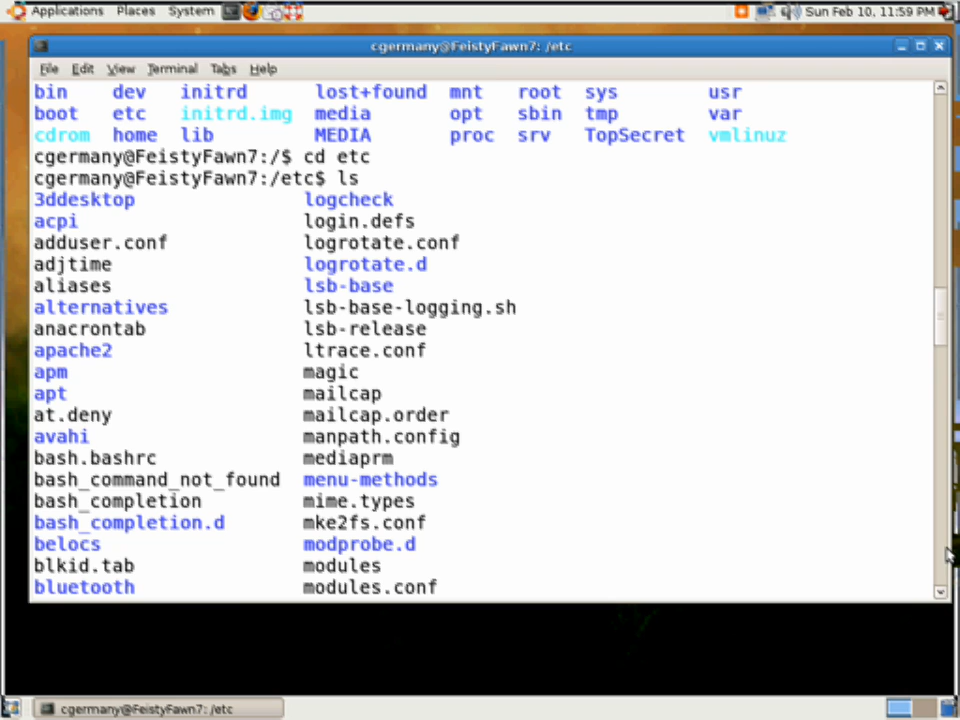 Applications Places System Sun Feb 10, 11:59 PM
cgermany@FeistyFawn7: /etc
File Edit View Terminal Tabs Help
bin dev initrd lost+found mnt root sys usr
boot etc initrd.img media opt sbin tmp var
cdrom home lib MEDIA proc srv TopSecret vmlinuz
cgermany@FeistyFawn7:/$ cd etc
cgermany@FeistyFawn7:/etc$ ls
3ddesktop logcheck
acpi login.defs
adduser.conf logrotate.conf
adjtime logrotate.d
aliases lsb-base
alternatives lsb-base-logging.sh
anacrontab lsb-release
apache2 ltrace.conf
apm magic
apt mailcap
at.deny mailcap.order
avahi manpath.config
bash.bashrc mediaprm
bash_command_not_found menu-methods
bash_completion mime.types
bash_completion.d mke2fs.conf
belocs modprobe.d
blkid.tab modules
bluetooth modules.conf
cgermany@FeistyFawn7: /etc